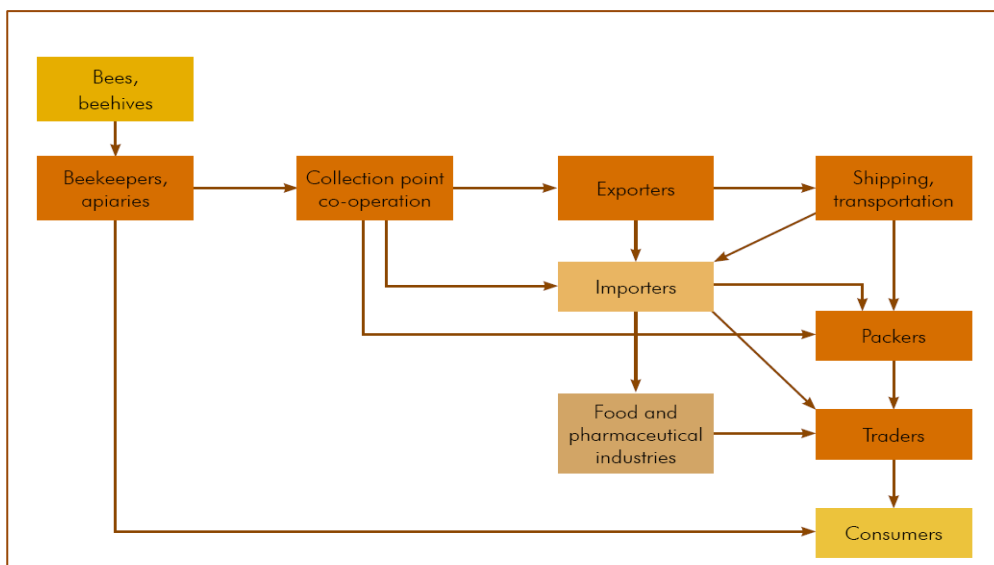 Bees,
beehives
Beekeepers,
apiaries
Collection point
co-operation
Exporters
Shipping,
transportation
Importers
Packers
Food and
pharmaceutical
industries
Traders
Consumers